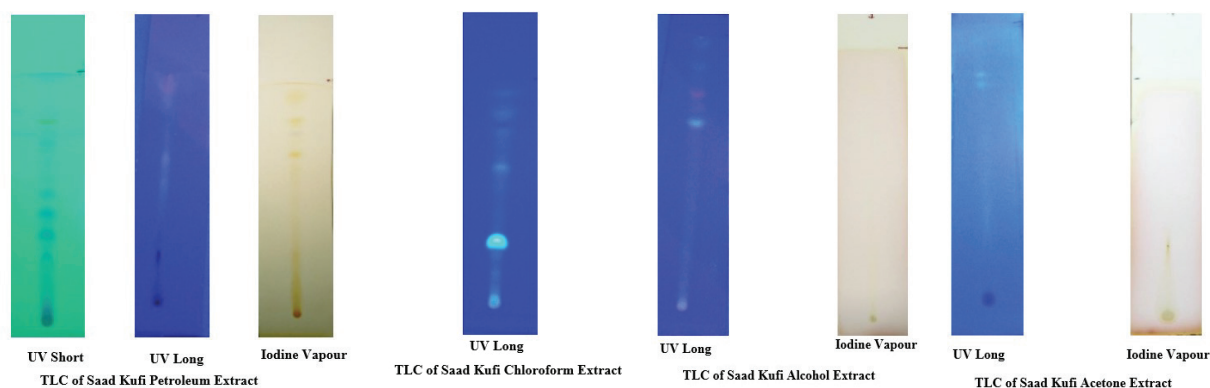 UV Short
UV Long
Iodine Vapour
TLC of Saad Kufi Petroleum Extract
UV Long
TLC of Saad Kufi Chloroform Extract
UV Long
Iodine Vapour
TLC of Saad Kufi Alcohol Extract
UV Long
Iodine Vapour
TLC of Saad Kufi Acetone Extract